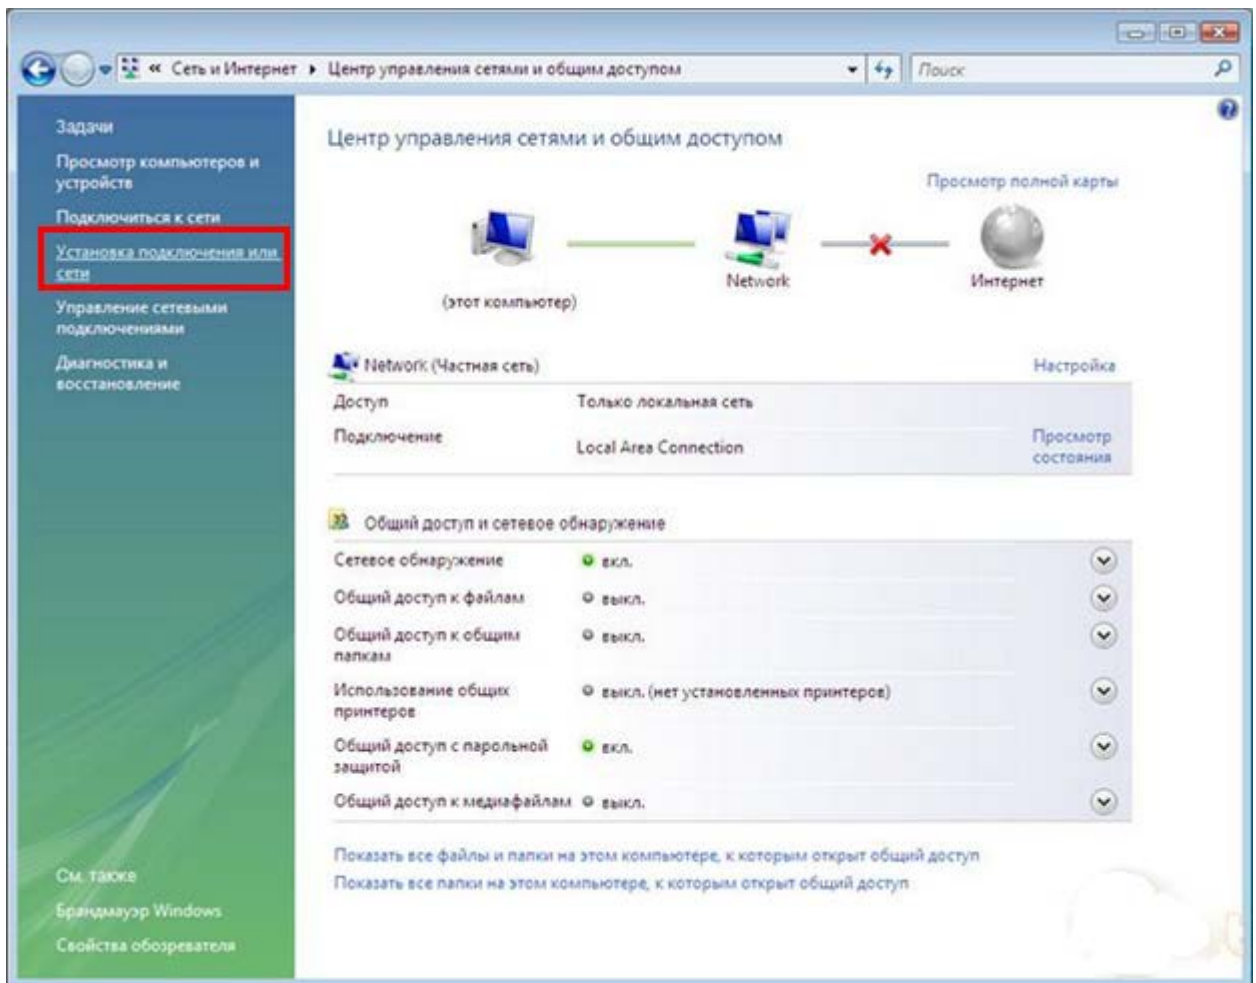 « Сеть и Интернет ▸ Центр управления сетями и общим доступом
Поиск
Задачи
Просмотр компьютеров и
устройств
Подключиться к сети
Установка подключения или
сети
Управление сетевыми
подключениями
Диагностика и
восстановление
Центр управления сетями и общим доступом
Просмотр полной карты
(этот компьютер)
Network
Интернет
Network (Частная сеть)
Настройка
Доступ
Только локальная сеть
Подключение
Local Area Connection
Просмотр
состояния
Общий доступ и сетевое обнаружение
Сетевое обнаружение
вкл.
Общий доступ к файлам
выкл.
Общий доступ к общим
папкам
выкл.
Использование общих
принтеров
выкл. (нет установленных принтеров)
Общий доступ с парольной
защитой
вкл.
Общий доступ к медиафайлам
выкл.
Показать все файлы и папки на этом компьютере, к которым открыт общий доступ
Показать все папки на этом компьютере, к которым открыт общий доступ
См. также
Брандмауэр Windows
Свойства обозревателя